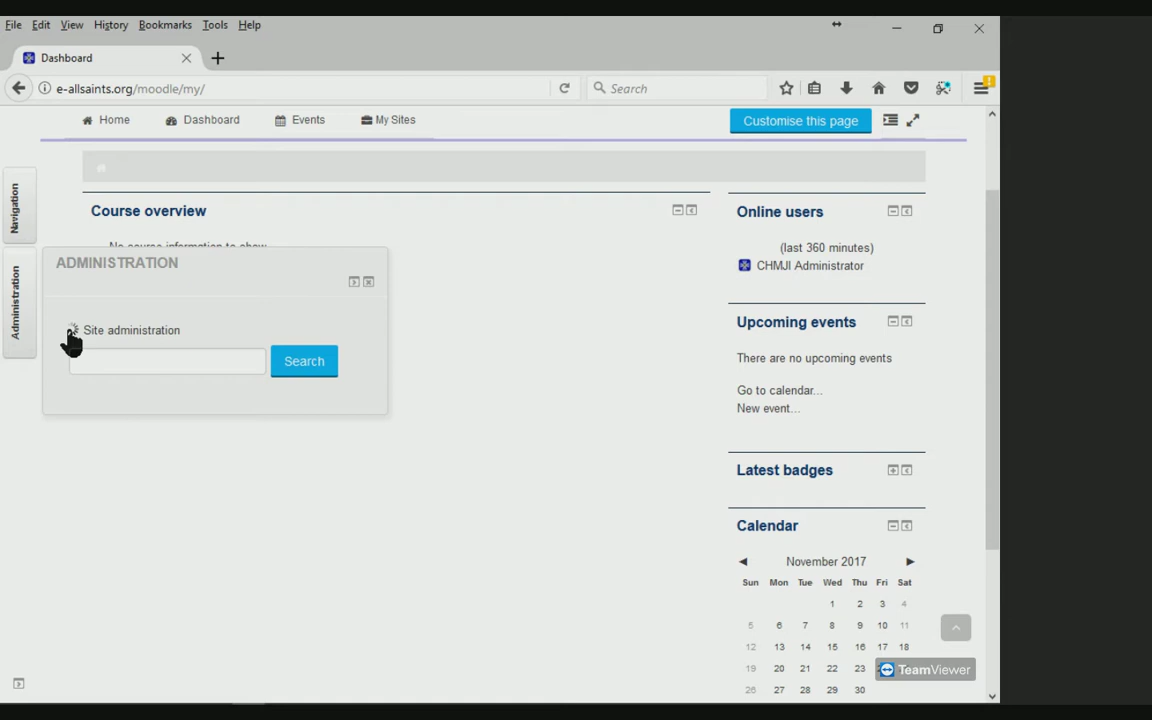 File Edit View History Bookmarks Tools Help
Dashboard
e-allsaints.org/moodle/my/
Search
Home Dashboard Events My Sites
Customise this page
Navigation
Administration
Course overview
No course information to show
ADMINISTRATION
Site administration
Search
Online users
(last 360 minutes)
CHMJI Administrator
Upcoming events
There are no upcoming events
Go to calendar...
New event...
Latest badges
Calendar
November 2017
Sun Mon Tue Wed Thu Fri Sat
1 2 3 4
5 6 7 8 9 10 11
12 13 14 15 16 17 18
19 20 21 22 23
26 27 28 29 30
TeamViewer